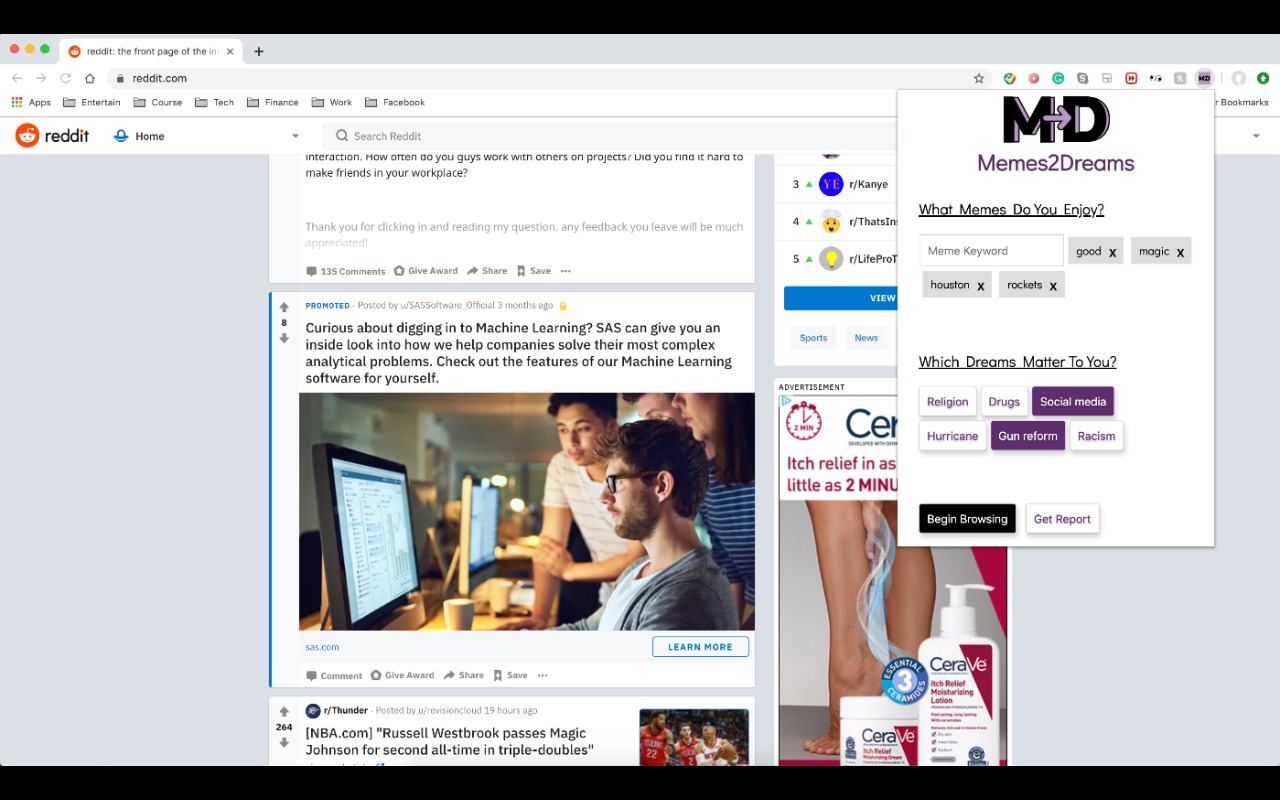 reddit: the front page of the in
reddit.com
MD
Apps Entertain Course Tech Finance Work Facebook
r Bookmarks
reddit Home Search Reddit
interaction. How often do you guys work with others on projects? Did you find it hard to
make friends in your workplace?
Thank you for clicking in and reading my question, any feedback you leave will be much
appreciated!
135 Comments Give Award Share Save
PROMOTED · Posted by u/SASSoftware_Official 3 months ago
8
Curious about digging in to Machine Learning? SAS can give you an
inside look into how we help companies solve their most complex
analytical problems. Check out the features of our Machine Learning
software for yourself.
sas.com LEARN MORE
Comment Give Award Share Save
r/Thunder · Posted by u/revisioncloud 19 hours ago
264
[NBA.com] "Russell Westbrook passes Magic
Johnson for second all-time in triple-doubles"
3 YE r/Kanye
4 r/ThatsIn
5 r/LifeProT
VIEW
Sports News
ADVERTISEMENT
2 MIN
Cer
DEVELOPED WITH DERM
Itch relief in as
little as 2 MINU
ESSENTIAL
3
CERAMIDES
CeraVe
Itch Relief
Moisturizing
Lotion
CeraVe
Itch Relief
Moisturizing Cream
M→D
Memes2Dreams
What Memes Do You Enjoy?
Meme Keyword good x magic x
houston x rockets x
Which Dreams Matter To You?
Religion Drugs Social media
Hurricane Gun reform Racism
Begin Browsing Get Report